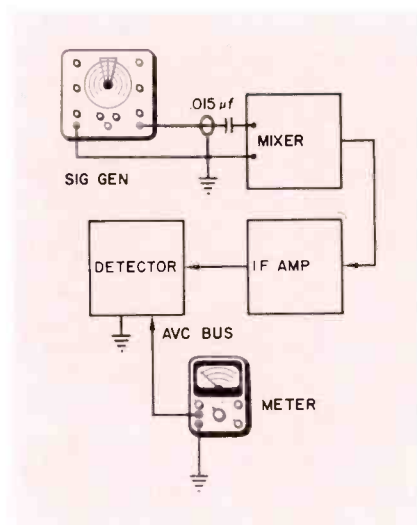 .015 µf
MIXER
SIG GEN
DETECTOR
IF AMP
AVC BUS
METER